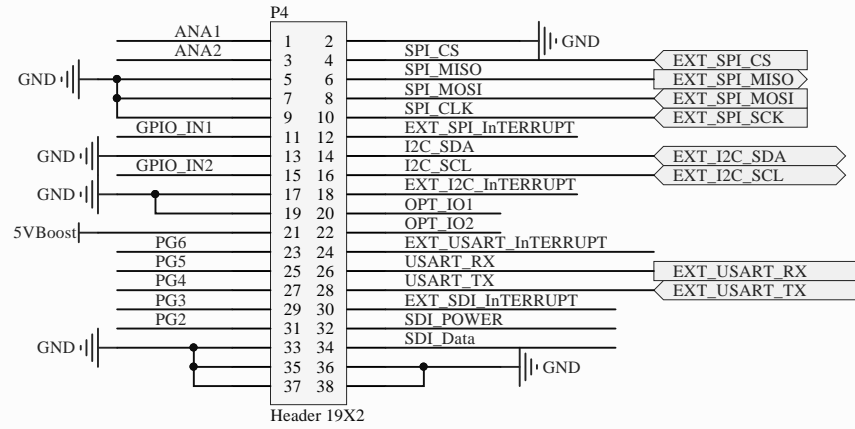 P4
ANA1 1 2 GND
ANA2 3 4 SPI_CS EXT_SPI_CS
GND 5 6 SPI_MISO EXT_SPI_MISO
7 8 SPI_MOSI EXT_SPI_MOSI
9 10 SPI_CLK EXT_SPI_SCK
GPIO_IN1 11 12 EXT_SPI_InTERRUPT
GND 13 14 I2C_SDA EXT_I2C_SDA
GPIO_IN2 15 16 I2C_SCL EXT_I2C_SCL
GND 17 18 EXT_I2C_InTERRUPT
19 20 OPT_IO1
5VBoost 21 22 OPT_IO2
PG6 23 24 EXT_USART_InTERRUPT
PG5 25 26 USART_RX EXT_USART_RX
PG4 27 28 USART_TX EXT_USART_TX
PG3 29 30 EXT_SDI_InTERRUPT
PG2 31 32 SDI_POWER
GND 33 34 SDI_Data
35 36 GND
37 38
Header 19X2